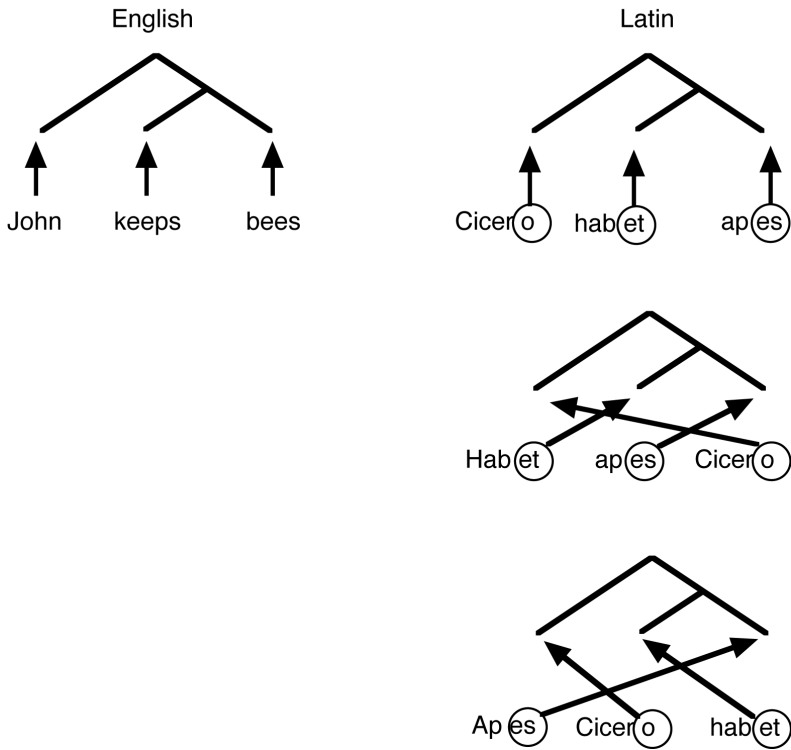 English Latin
John keeps bees Cicero habet apes
Habet apes Cicero
Apes Cicero habet